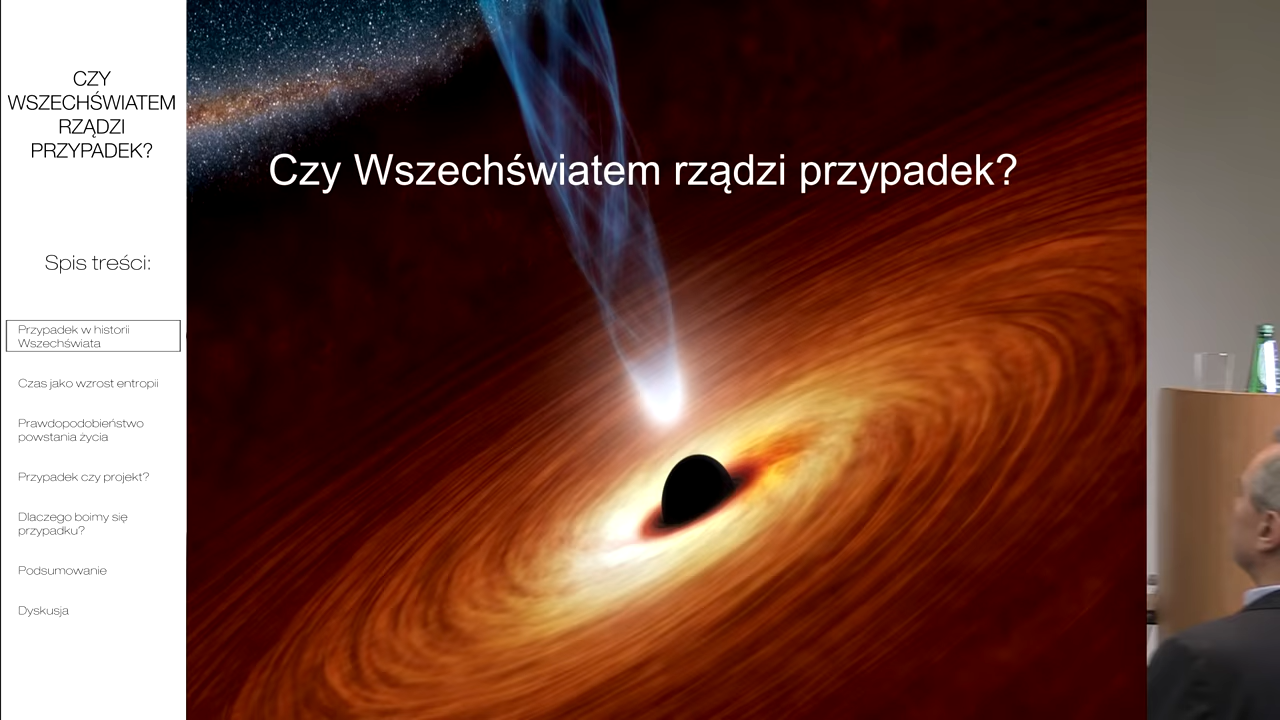 CZY
WSZECHŚWIATEM
RZĄDZI
PRZYPADEK?
Spis treści:
Przypadek w historii
Wszechświata
Czas jako wzrost entropii
Prawdopodobieństwo
powstania życia
Przypadek czy projekt?
Dlaczego boimy się
przypadku?
Podsumowanie
Dyskusja
Czy Wszechświatem rządzi przypadek?